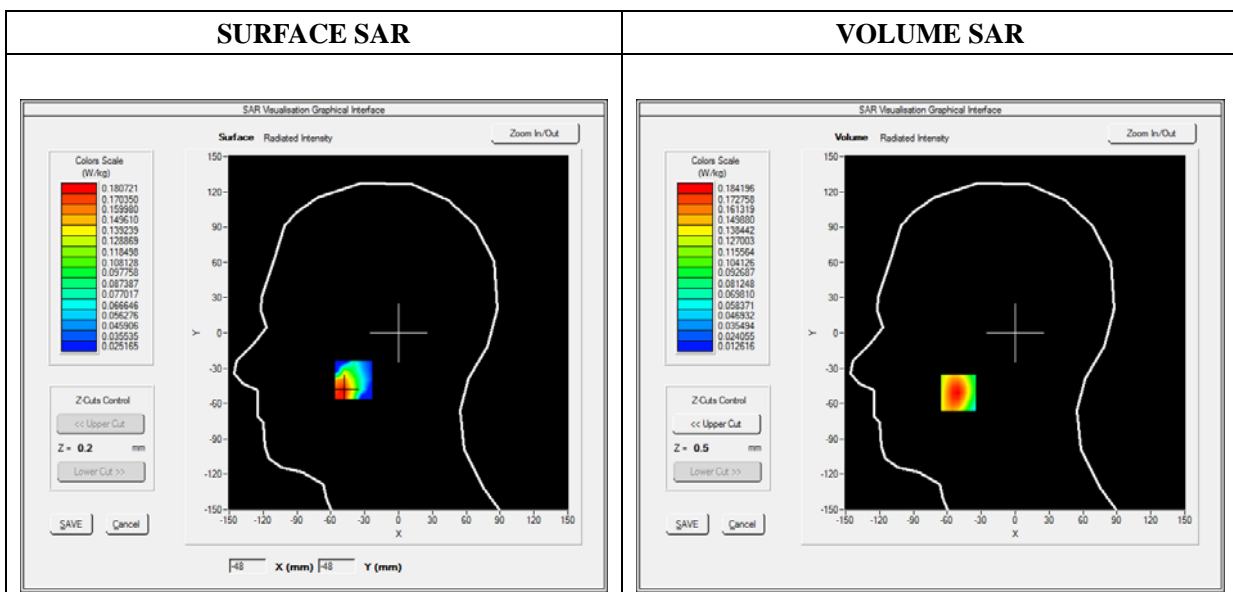 SURFACE SAR
VOLUME SAR
SAR Visualisation Graphical Interface
Surface Radiated Intensity
Zoom In/Out
Colors Scale
(W/kg)
0.180721
0.170350
0.159980
0.149610
0.139239
0.128869
0.118498
0.108128
0.097758
0.087387
0.077017
0.066646
0.056276
0.045906
0.035535
0.025165
Z-Cuts Control
<< Upper Cut
Z = 0.2 mm
Lower Cut >>
SAVE Cancel
150
120
90
60
30
0
-30
-60
-90
-120
-150
Y
-150 -120 -90 -60 -30 0 30 60 90 120 150
X
-48 X (mm) -48 Y (mm)
SAR Visualisation Graphical Interface
Volume Radiated Intensity
Zoom In/Out
Colors Scale
(W/kg)
0.184196
0.172758
0.161319
0.149880
0.138442
0.127003
0.115564
0.104126
0.092687
0.081248
0.069810
0.058371
0.046932
0.035494
0.024055
0.012616
Z-Cuts Control
<< Upper Cut
Z = 0.5 mm
Lower Cut >>
SAVE Cancel
150
120
90
60
30
0
-30
-60
-90
-120
-150
Y
-150 -120 -90 -60 -30 0 30 60 90 120 150
X